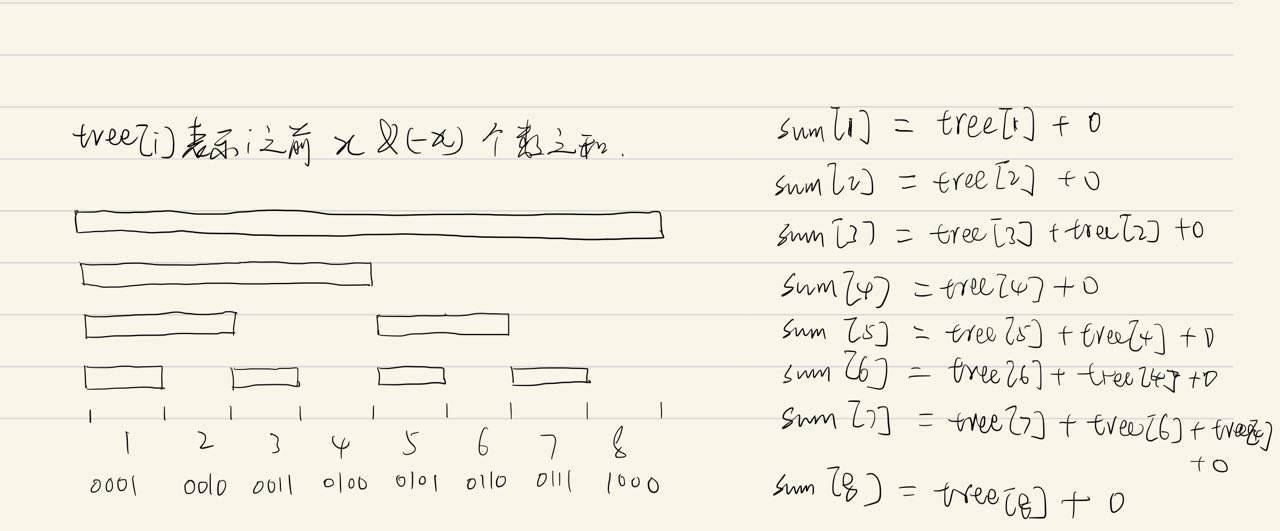 tree[i]表示i之前 x &(-x) 个数之和.
1 2 3 4 5 6 7 8
0001 0010 0011 0100 0101 0110 0111 1000
sum[1] = tree[1] + 0
sum[2] = tree[2] + 0
sum[3] = tree[3] + tree[2] + 0
sum[4] = tree[4] + 0
sum[5] = tree[5] + tree[4] + 0
sum[6] = tree[6] + tree[4] + 0
sum[7] = tree[7] + tree[6] + tree[4]
+ 0
sum[8] = tree[8] + 0